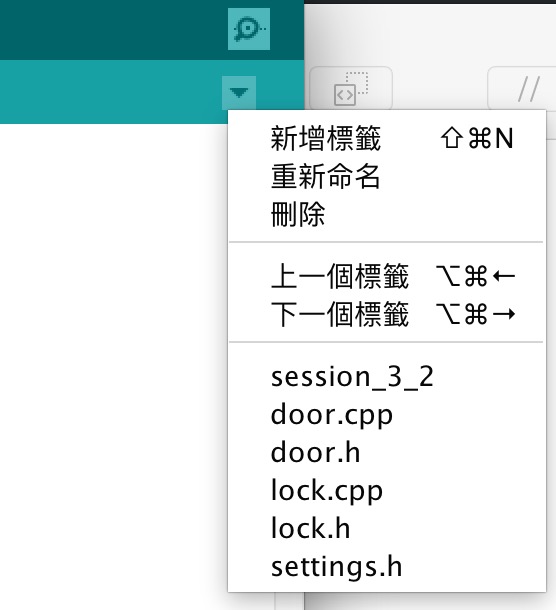 新增標籤 ⇧⌘N
重新命名
刪除
上一個標籤 ⌥⌘←
下一個標籤 ⌥⌘→
session_3_2
door.cpp
door.h
lock.cpp
lock.h
settings.h